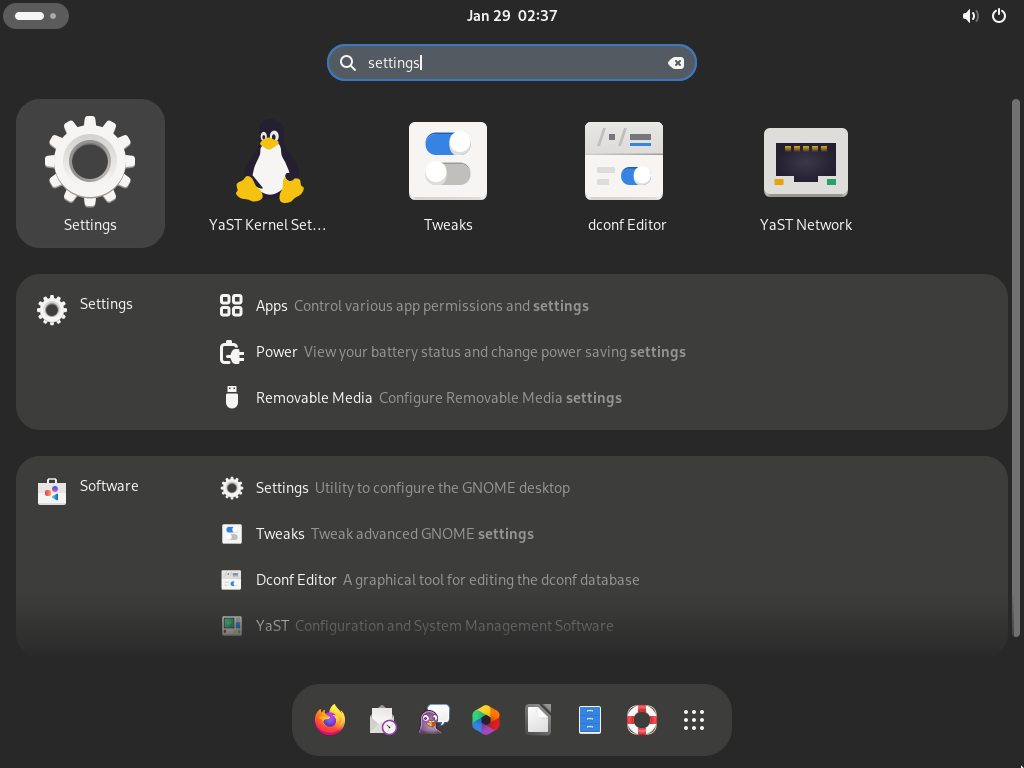 Jan 29 02:37
settings
Settings
YaST Kernel Set...
Tweaks
dconf Editor
YaST Network
Settings
Apps Control various app permissions and settings
Power View your battery status and change power saving settings
Removable Media Configure Removable Media settings
Software
Settings Utility to configure the GNOME desktop
Tweaks Tweak advanced GNOME settings
Dconf Editor A graphical tool for editing the dconf database
YaST Configuration and System Management Software